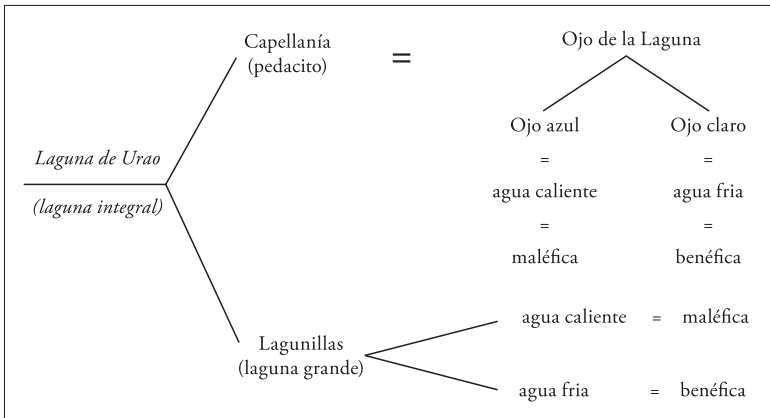 Capellanía
(pedacito)
=
Ojo de la Laguna
Ojo azul
Ojo claro
=
=
agua caliente
agua fria
=
=
maléfica
benéfica
Laguna de Urao
(laguna integral)
Lagunillas
(laguna grande)
agua caliente = maléfica
agua fria = benéfica